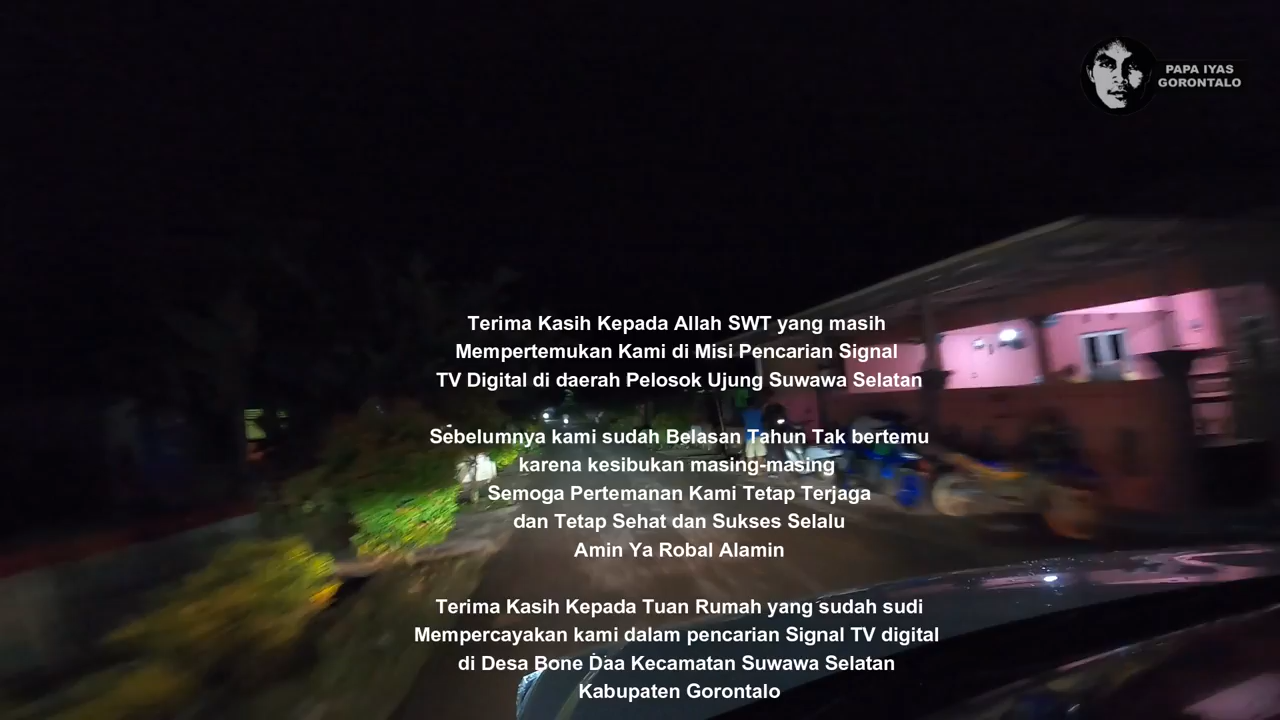 PAPA IYAS
GORONTALO
Terima Kasih Kepada Allah SWT yang masih
Mempertemukan Kami di Misi Pencarian Signal
TV Digital di daerah Pelosok Ujung Suwawa Selatan
Sebelumnya kami sudah Belasan Tahun Tak bertemu
karena kesibukan masing-masing
Semoga Pertemanan Kami Tetap Terjaga
dan Tetap Sehat dan Sukses Selalu
Amin Ya Robal Alamin
Terima Kasih Kepada Tuan Rumah yang sudah sudi
Mempercayakan kami dalam pencarian Signal TV digital
di Desa Bone Daa Kecamatan Suwawa Selatan
Kabupaten Gorontalo